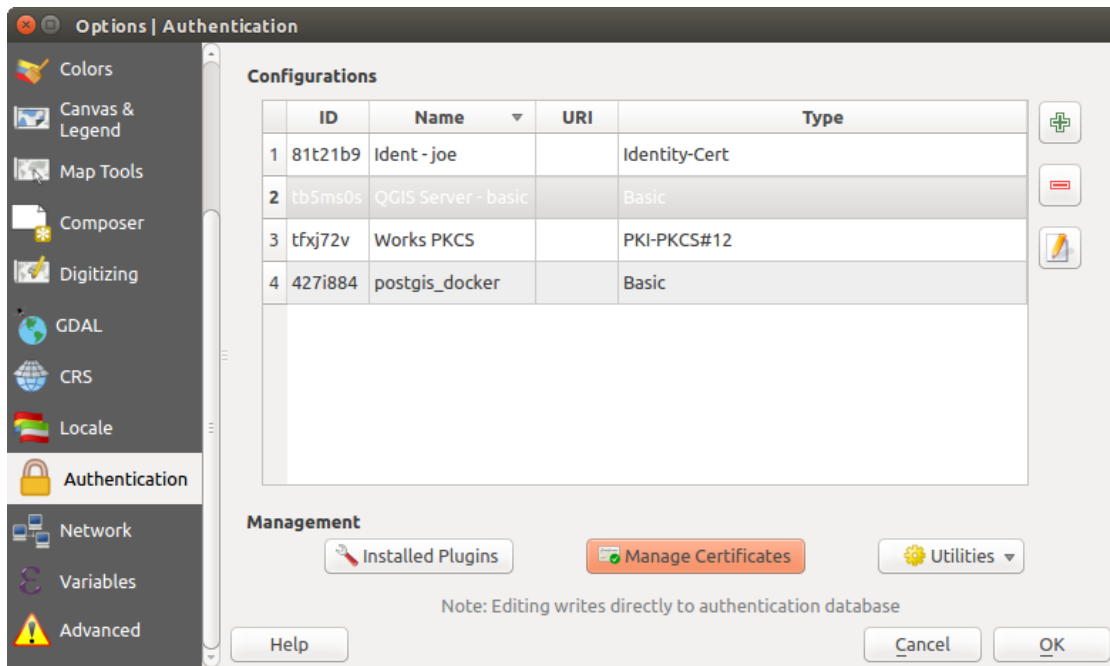 Options | Authentication
Colors
Canvas &
Legend
Map Tools
Composer
Digitizing
GDAL
CRS
Locale
Authentication
Network
Variables
Advanced
Configurations
ID Name URI Type
1 81t21b9 Ident - joe Identity-Cert
2 tb5ms0s QGIS Server - basic Basic
3 tfxj72v Works PKCS PKI-PKCS#12
4 427i884 postgis_docker Basic
Management
Installed Plugins Manage Certificates Utilities
Note: Editing writes directly to authentication database
Help Cancel OK